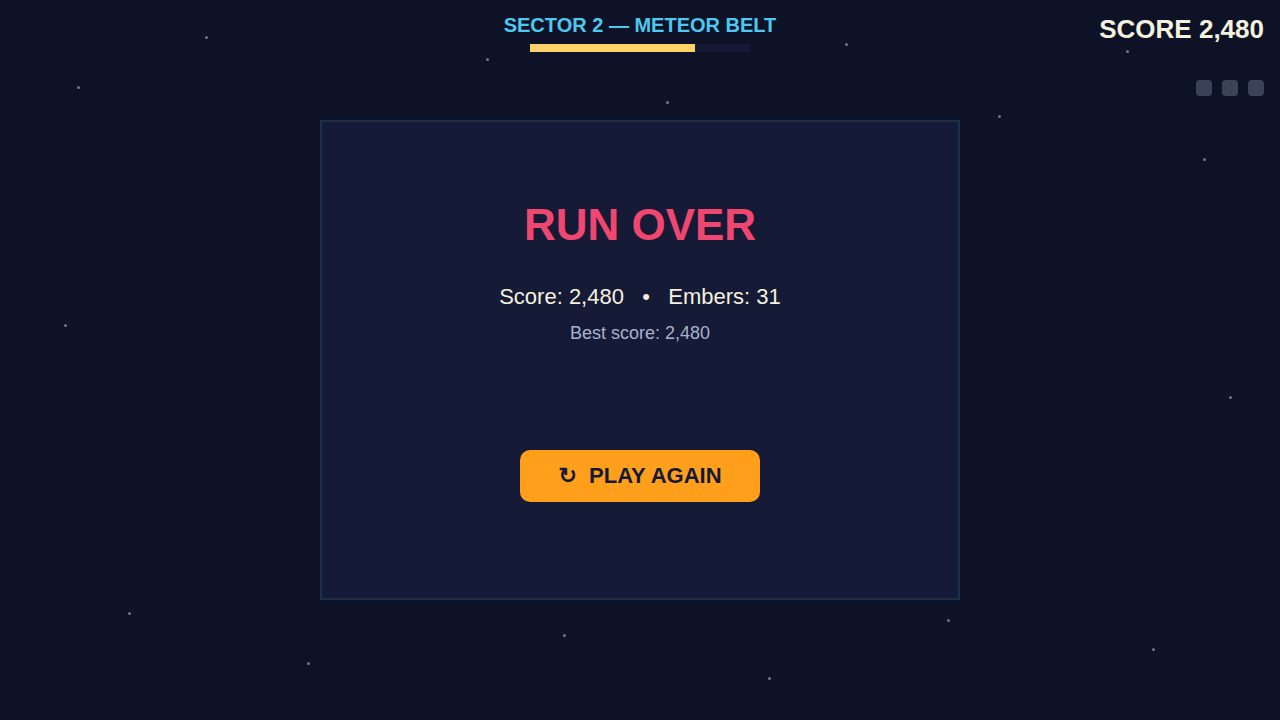 SECTOR 2 — METEOR BELT
SCORE 2,480
RUN OVER
Score: 2,480 • Embers: 31
Best score: 2,480
↻ PLAY AGAIN